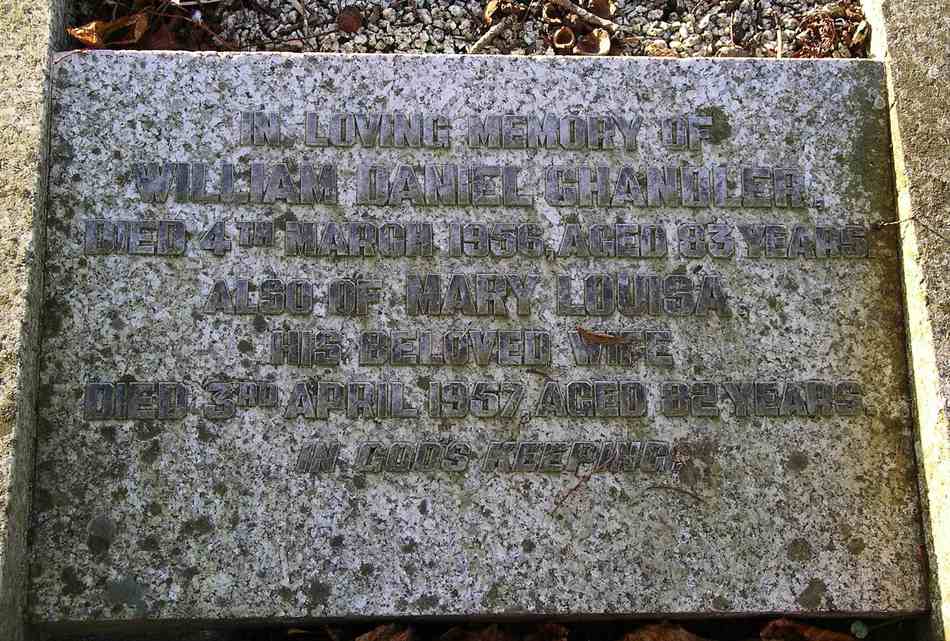 IN LOVING MEMORY OF
WILLIAM DANIEL CHANDLER,
DIED 4TH MARCH 1956, AGED 83 YEARS.
ALSO OF MARY LOUISA
HIS BELOVED WIFE
DIED 3RD APRIL 1957, AGED 82 YEARS.
IN GOD'S KEEPING.